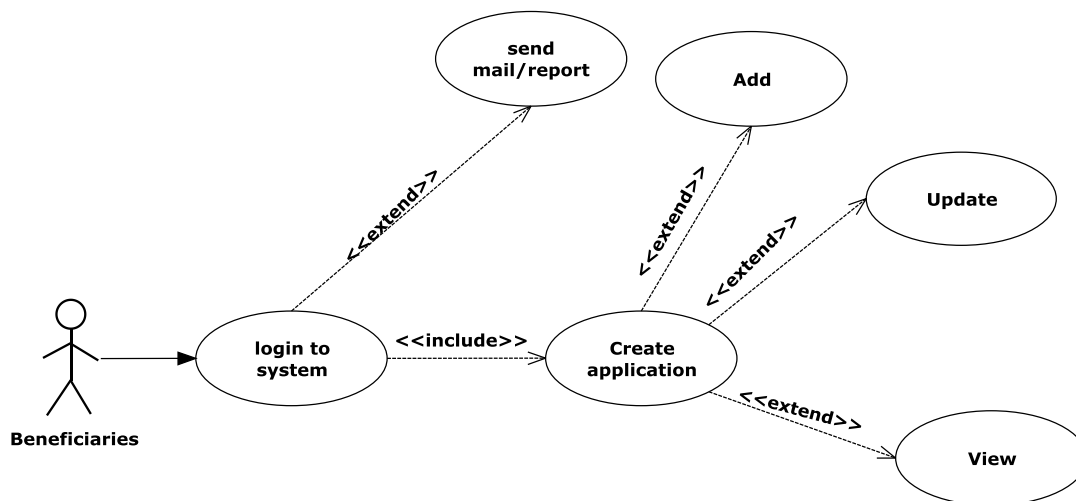 send
mail/report
Add
<<extend>>
<<extend>>
Update
<<extend>>
login to
system
<<include>>
Create
application
<<extend>>
Beneficiaries
View